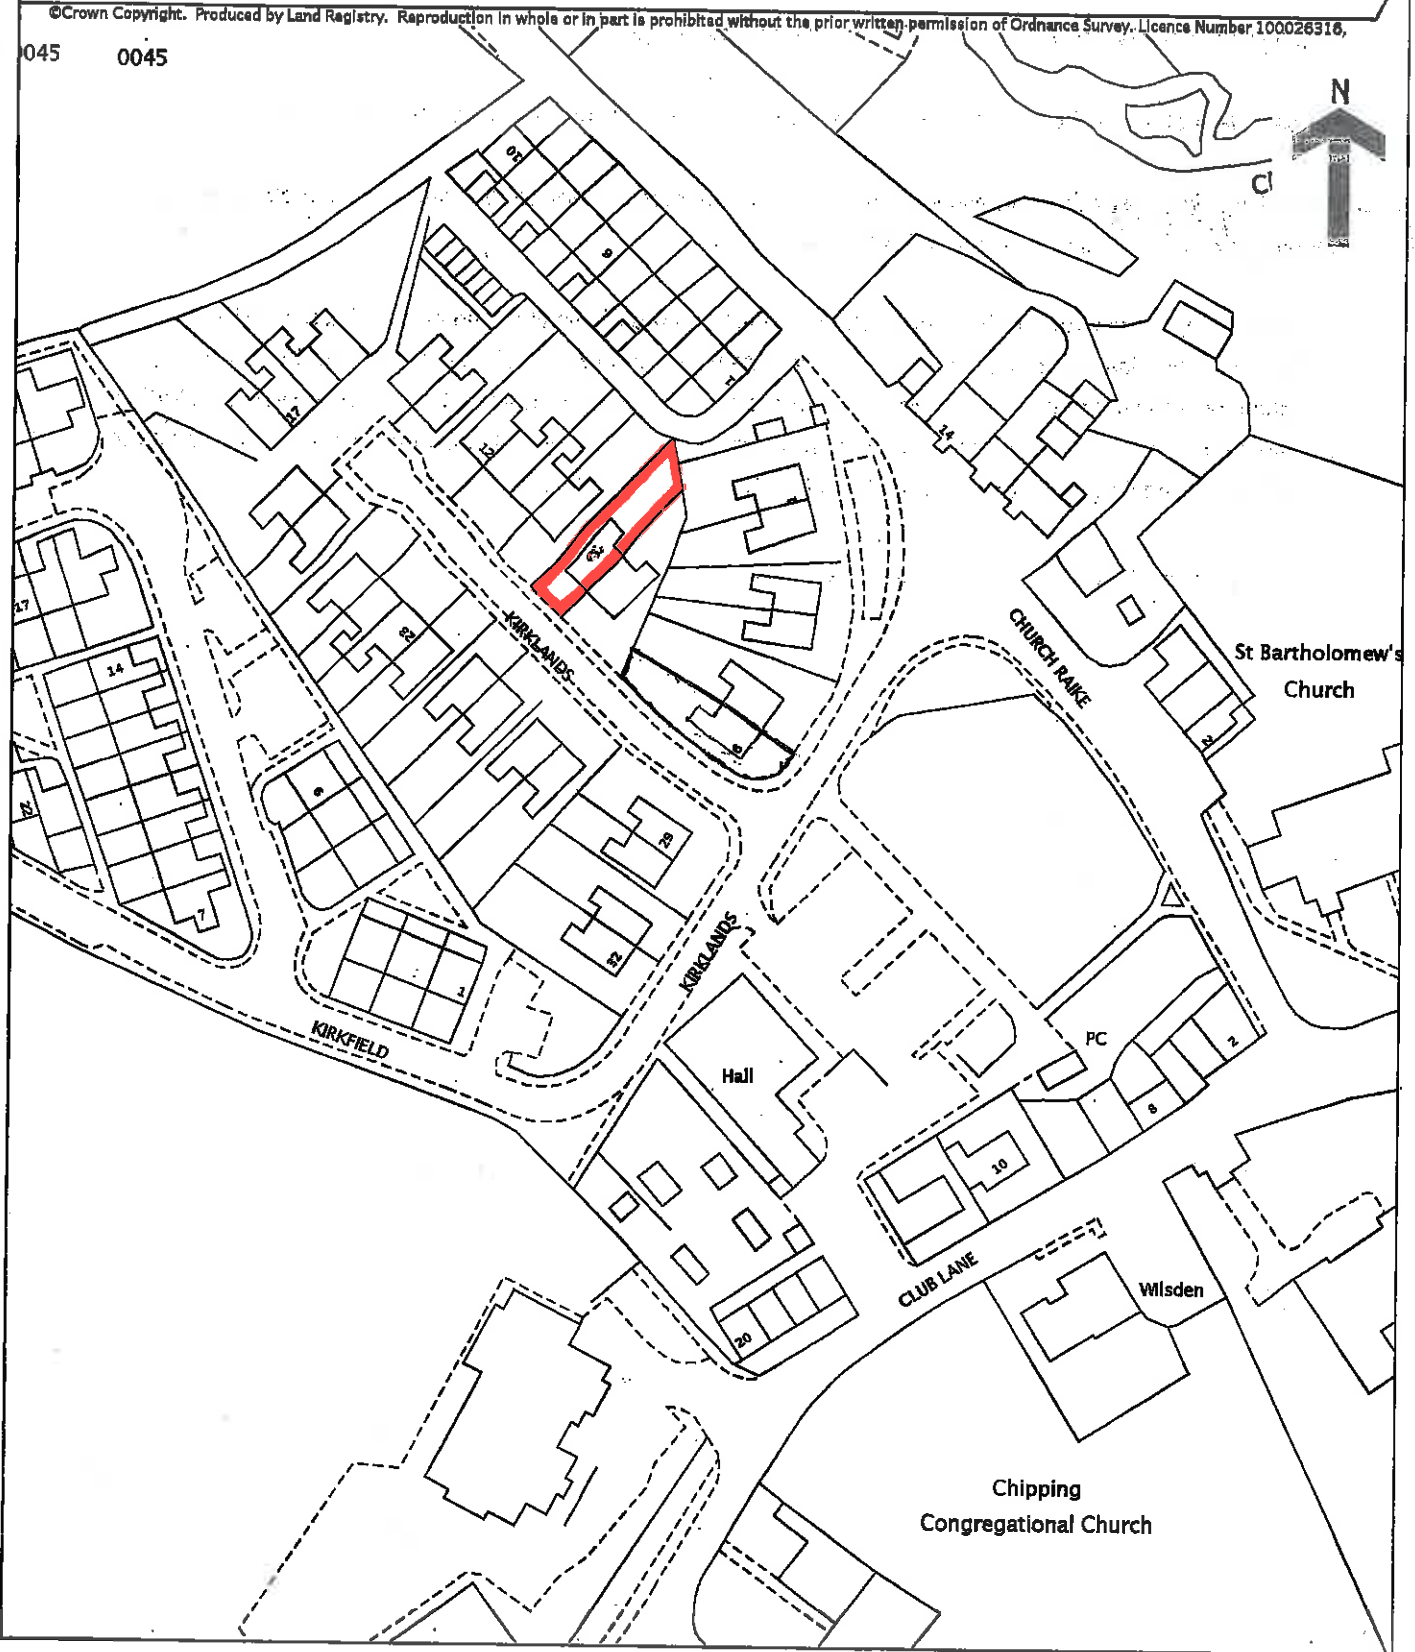 ©Crown Copyright. Produced by Land Registry. Reproduction in whole or in part is prohibited without the prior written permission of Ordnance Survey. Licence Number 100026316.
0045 0045
N
10
9
17
12
14
28
KIRKLANDS
CHURCH RAIKE
St Bartholomew's
Church
17
14
6
2
22
9
29
7
32
KIRKLANDS
1
KIRKFIELD
Hall
PC
2
8
10
CLUB LANE
Wilsden
20
Chipping
Congregational Church